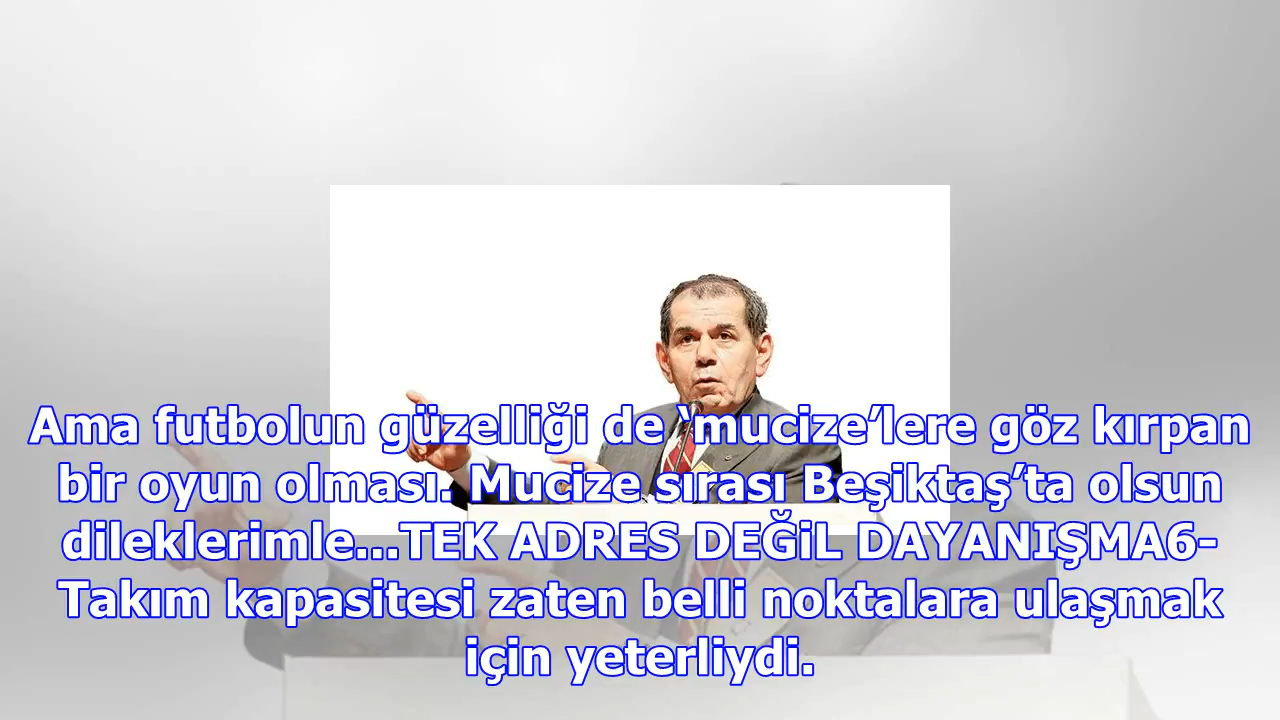 Ama futbolun güzelliği de ‘mucize’lere göz kırpan
bir oyun olması. Mucize sırası Beşiktaş’ta olsun
dileklerimle...TEK ADRES DEĞiL DAYANIŞMA6-
Takım kapasitesi zaten belli noktalara ulaşmak
için yeterliydi.